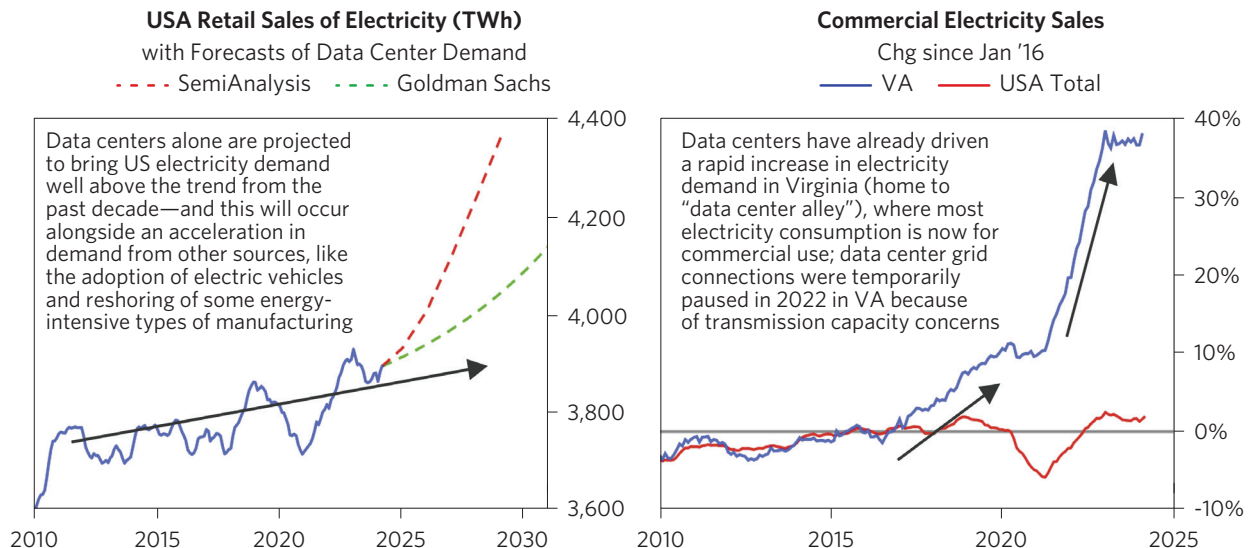 USA Retail Sales of Electricity (TWh)
with Forecasts of Data Center Demand
SemiAnalysis Goldman Sachs
Data centers alone are projected
to bring US electricity demand
well above the trend from the
past decade—and this will occur
alongside an acceleration in
demand from other sources, like
the adoption of electric vehicles
and reshoring of some energy-
intensive types of manufacturing
4,400
4,200
4,000
3,800
3,600
2010 2015 2020 2025 2030
Commercial Electricity Sales
Chg since Jan '16
VA USA Total
Data centers have already driven
a rapid increase in electricity
demand in Virginia (home to
“data center alley”), where most
electricity consumption is now for
commercial use; data center grid
connections were temporarily
paused in 2022 in VA because
of transmission capacity concerns
40%
30%
20%
10%
0%
-10%
2010 2015 2020 2025